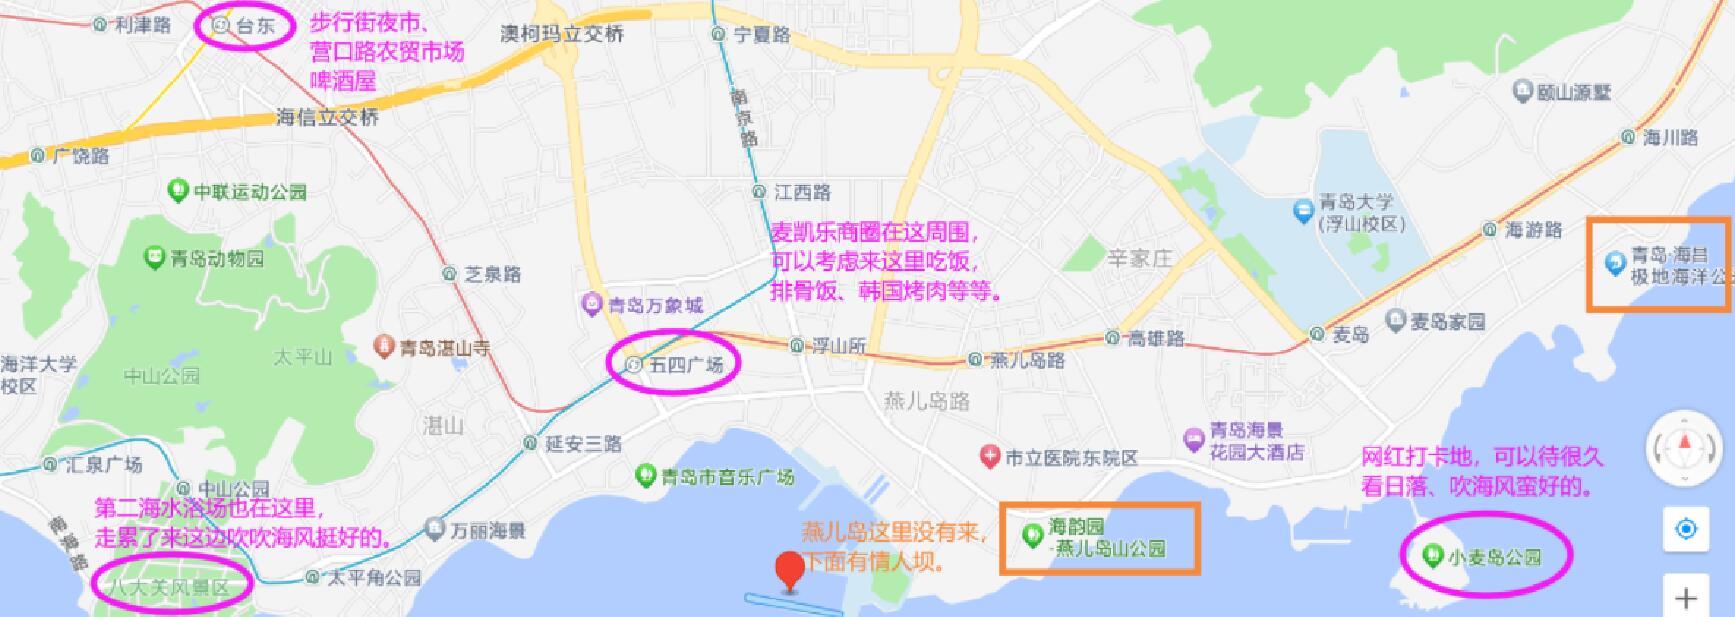 利津路
台东
步行街夜市、
营口路农贸市场
啤酒屋
澳柯玛立交桥
宁夏路
南京路
颐山源墅
海信立交桥
海川路
广饶路
中联运动公园
江西路
青岛大学
(浮山校区)
海游路
麦凯乐商圈在这周围,
可以考虑来这里吃饭,
排骨饭、韩国烤肉等等。
青岛动物园
辛家庄
青岛·海昌
极地海洋公
芝泉路
青岛万象城
麦岛家园
麦岛
高雄路
浮山所
青岛湛山寺
太平山
海洋大学
校区
中山公园
五四广场
燕儿岛路
燕儿岛路
湛山
延安三路
青岛海景
花园大酒店
市立医院东院区
网红打卡地,可以待很久
看日落、吹海风蛮好的。
汇泉广场
青岛市音乐广场
中山公园
第二海水浴场也在这里,
走累了来这边吹吹海风挺好的。
南海路
万丽海景
燕儿岛这里没有来,
下面有情人坝。
海韵园
-燕儿岛山公园
小麦岛公园
八大关风景区
太平角公园